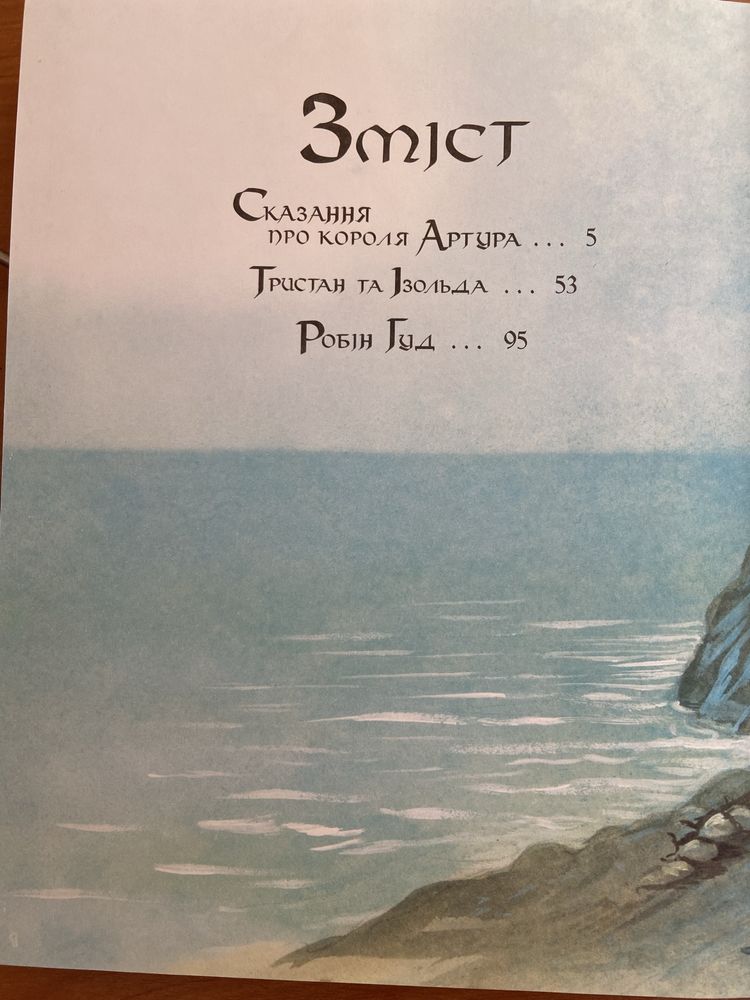 Зміст
Сказання
про короля Артура ... 5
Тристан та Ізольда ... 53
Робін Гуд ... 95